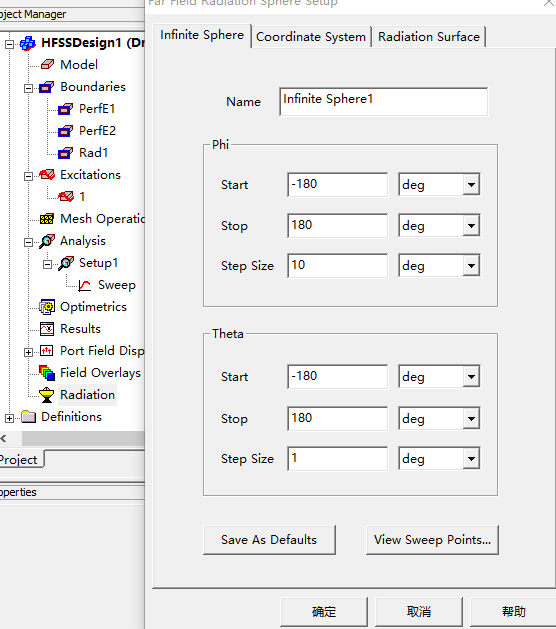 Far Field Radiation Sphere Setup
oject Manager
HFSSDesign1 (Dr
Model
Boundaries
PerfE1
PerfE2
Rad1
Excitations
1
Mesh Operatio
Analysis
Setup1
Sweep
Optimetrics
Results
Port Field Disp
Field Overlays
Radiation
Definitions
Project
operties
Infinite Sphere
Coordinate System
Radiation Surface
Name
Infinite Sphere1
Phi
Start
-180
deg
Stop
180
deg
Step Size
10
deg
Theta
Start
-180
deg
Stop
180
deg
Step Size
1
deg
Save As Defaults
View Sweep Points...
确定
取消
帮助